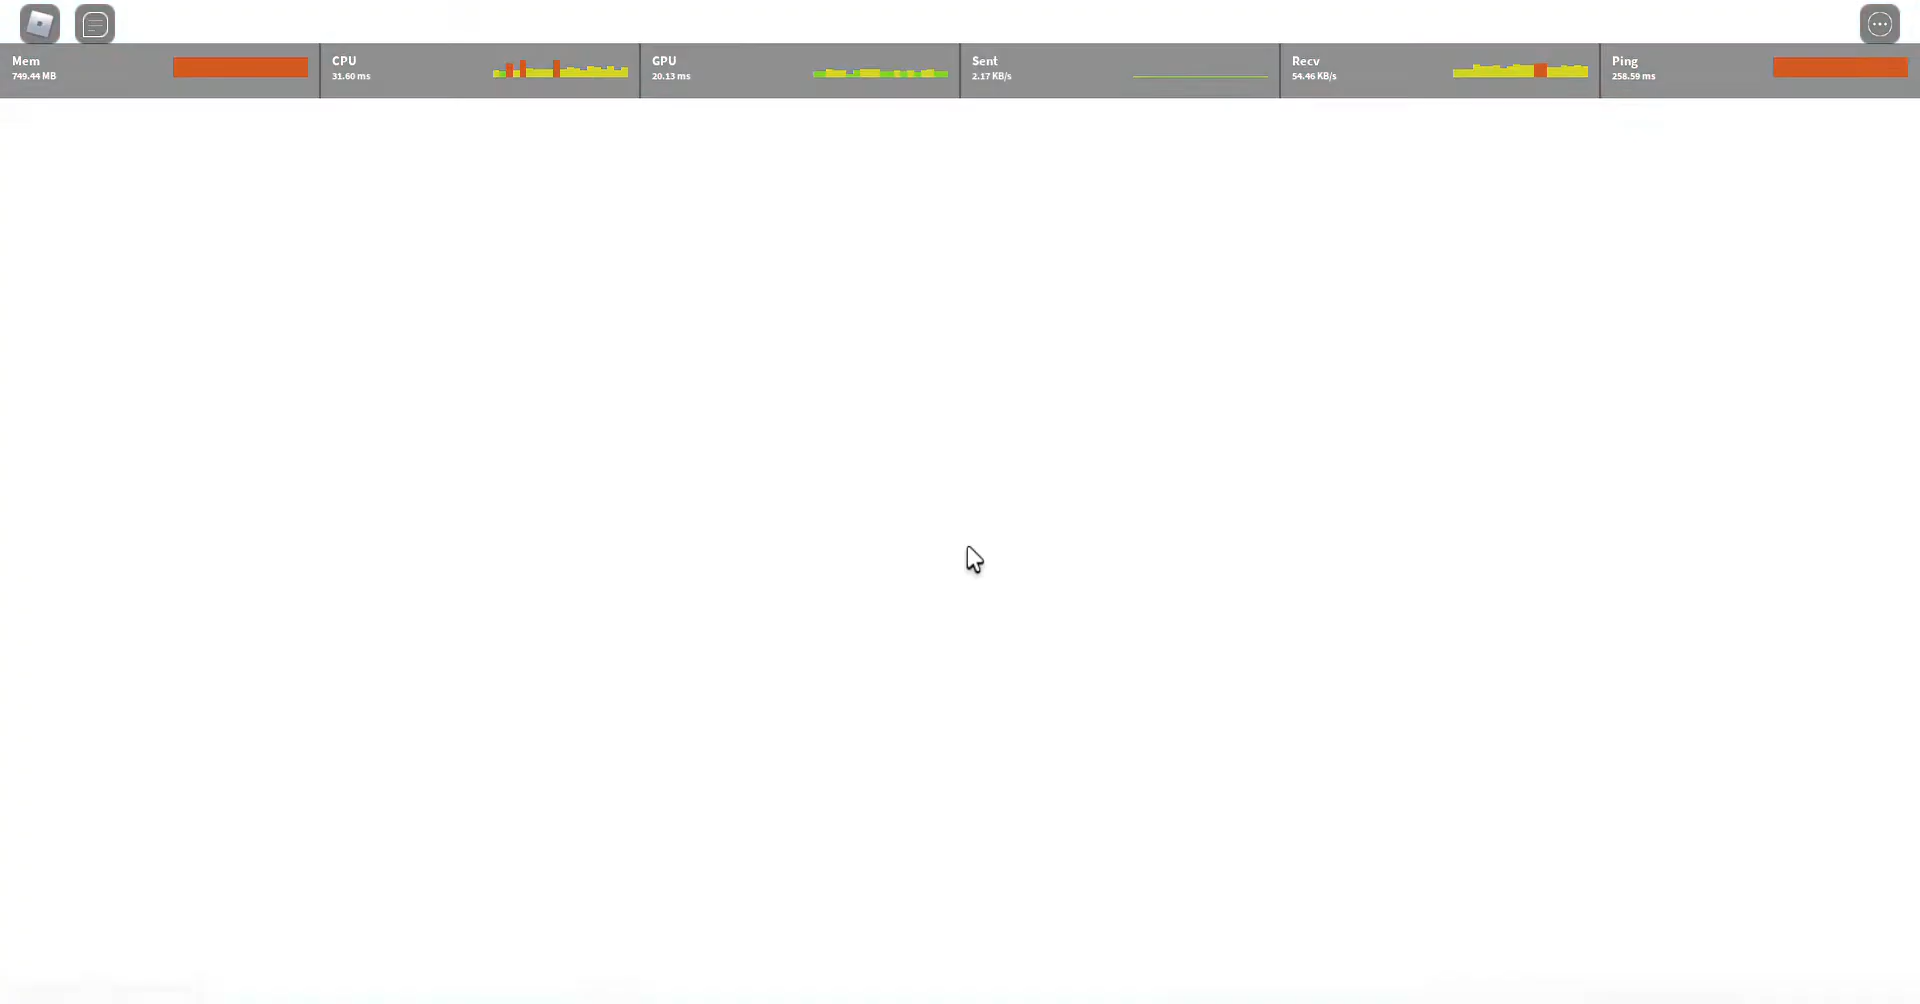 Mem
749.44 MB
CPU
31.60 ms
GPU
20.13 ms
Sent
2.17 KB/s
Recv
54.46 KB/s
Ping
258.59 ms